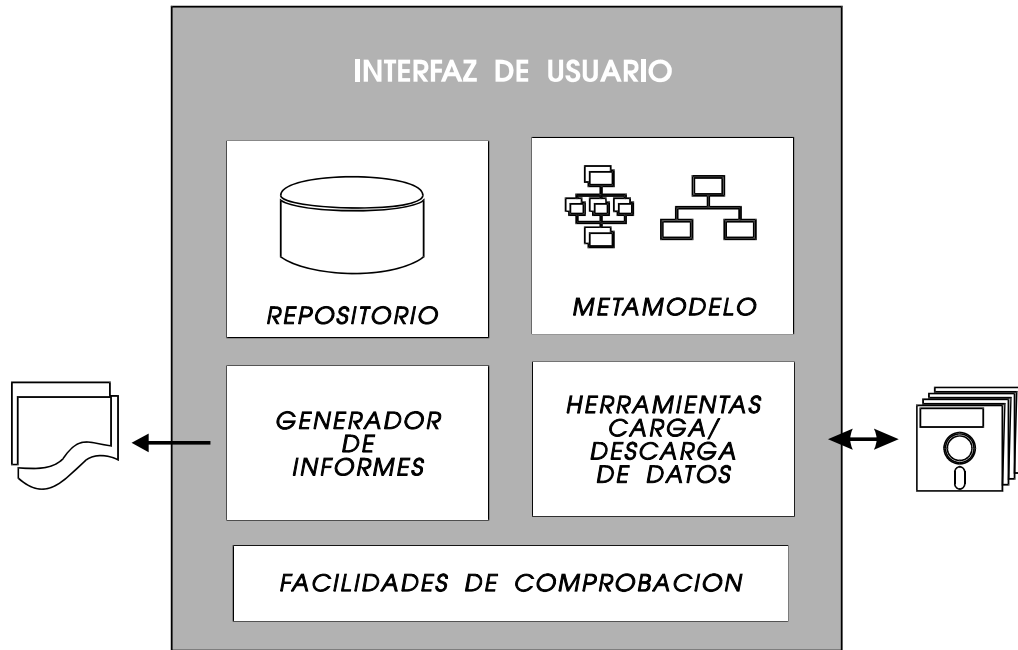 INTERFAZ DE USUARIO
REPOSITORIO
METAMODELO
GENERADOR
DE
INFORMES
HERRAMIENTAS
CARGA/
DESCARGA
DE DATOS
FACILIDADES DE COMPROBACION